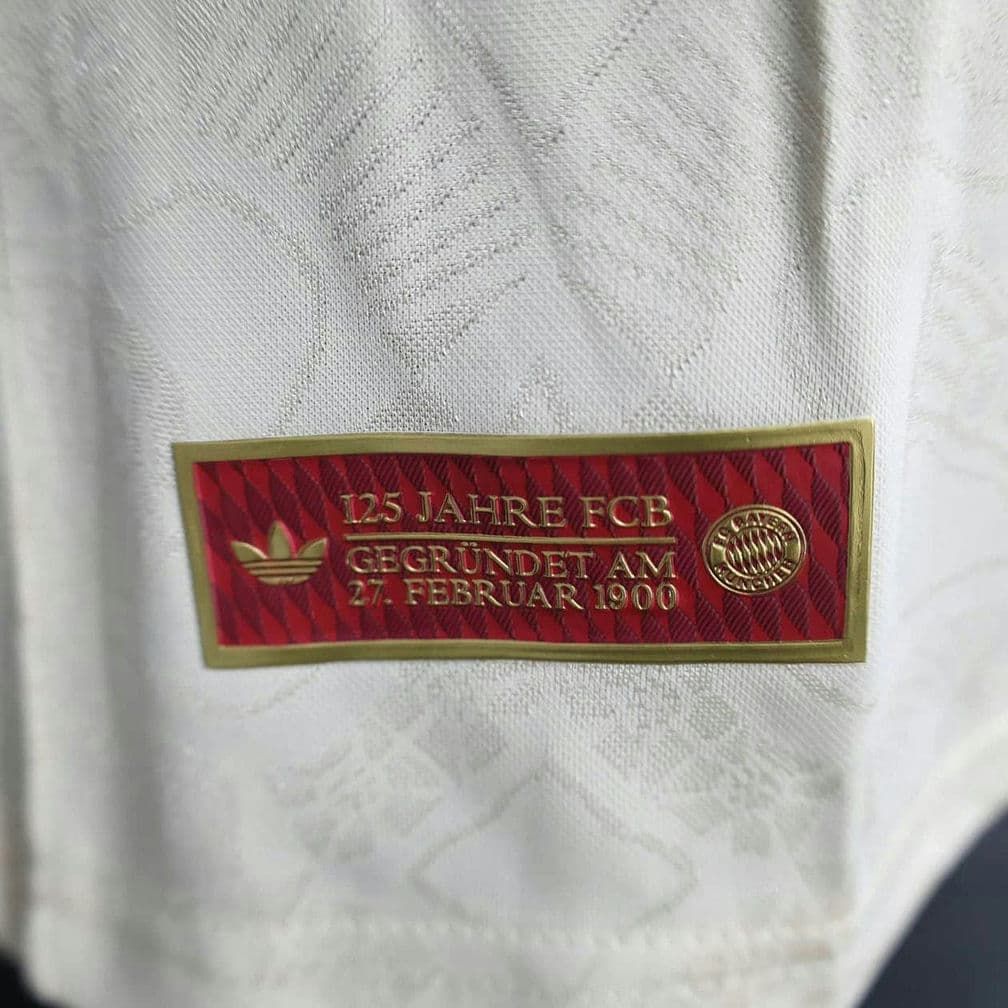 125 JAHRE FCB
GEGRÜNDET AM
27. FEBRUAR 1900
FC BAYERN
MÜNCHEN